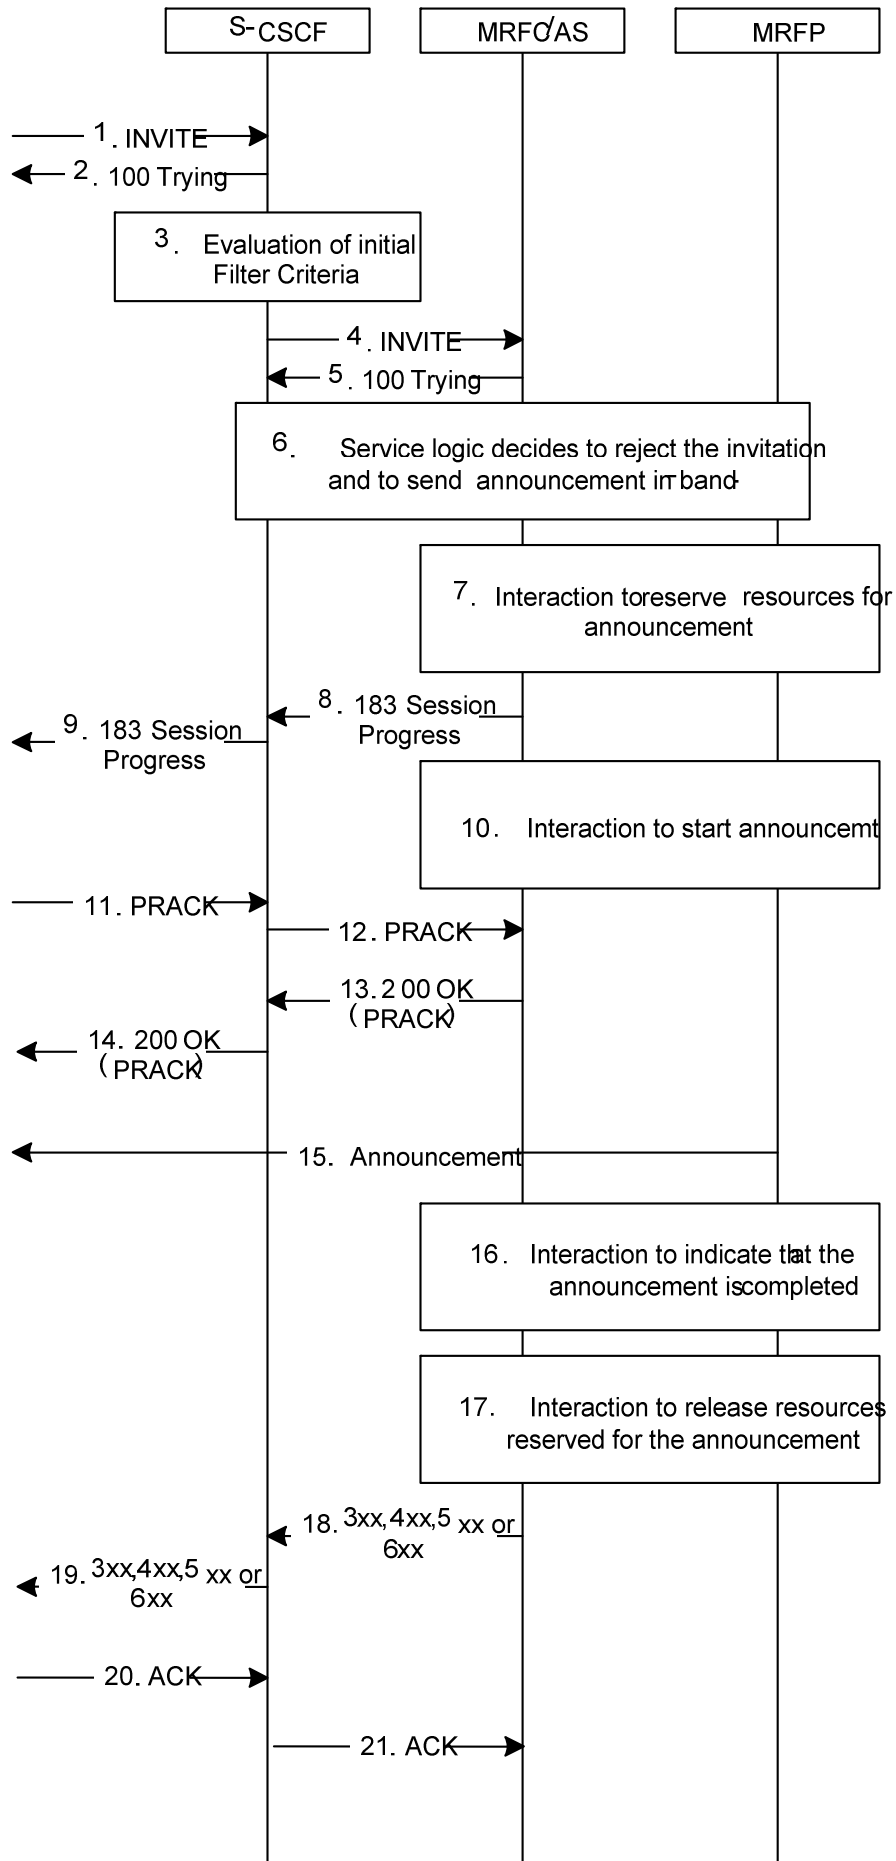 S-CSCF
MRFC/AS
MRFP
1. INVITE
2. 100 Trying
3. Evaluation of initial
Filter Criteria
4. INVITE
5. 100 Trying
6. Service logic decides to reject the invitation
and to send announcement in-band
7. Interaction to reserve resources for
announcement
8. 183 Session
Progress
9. 183 Session
Progress
10. Interaction to start announcemt
11. PRACK
12. PRACK
13. 200 OK
(PRACK)
14. 200 OK
(PRACK)
15. Announcement
16. Interaction to indicate that the
announcement is completed
17. Interaction to release resources
reserved for the announcement
18. 3xx,4xx,5xx or
6xx
19. 3xx,4xx,5xx or
6xx
20. ACK
21. ACK